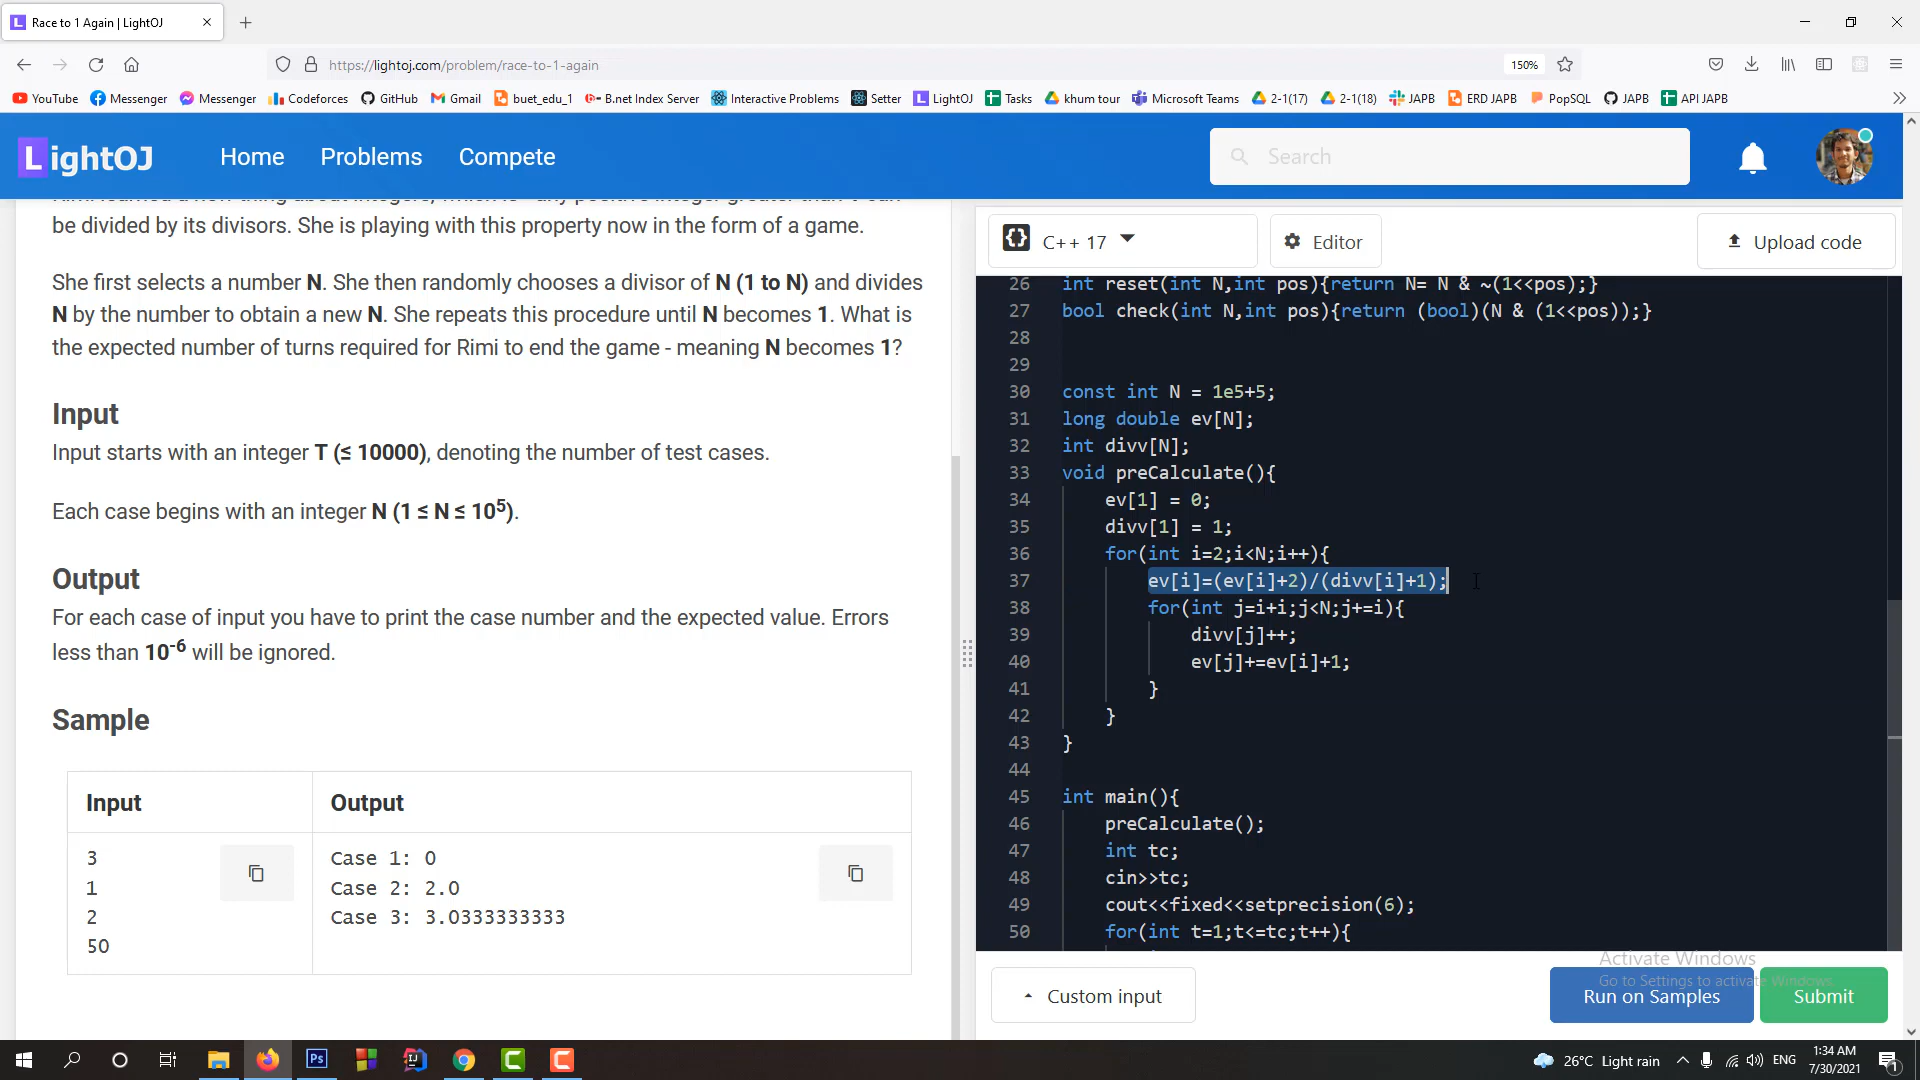 Race to 1 Again | LightOJ
https://lightoj.com/problem/race-to-1-again
150%
YouTube
Messenger
Messenger
Codeforces
GitHub
Gmail
buet_edu_1
B.net Index Server
Interactive Problems
Setter
LightOJ
Tasks
khum tour
Microsoft Teams
2-1(17)
2-1(18)
JAPB
ERD JAPB
PopSQL
JAPB
API JAPB
LightOJ
Home
Problems
Compete
Search
be divided by its divisors. She is playing with this property now in the form of a game.
She first selects a number N. She then randomly chooses a divisor of N (1 to N) and divides
N by the number to obtain a new N. She repeats this procedure until N becomes 1. What is
the expected number of turns required for Rimi to end the game - meaning N becomes 1?
Input
Input starts with an integer T (≤ 10000), denoting the number of test cases.
Each case begins with an integer N (1 ≤ N ≤ 10⁵).
Output
For each case of input you have to print the case number and the expected value. Errors
less than 10⁻⁶ will be ignored.
Sample
Input
Output
3
1
2
50
Case 1: 0
Case 2: 2.0
Case 3: 3.0333333333
C++ 17
Editor
Upload code
26 int reset(int N,int pos){return N= N & ~(1<<pos);}
27 bool check(int N,int pos){return (bool)(N & (1<<pos));}
28
29
30 const int N = 1e5+5;
31 long double ev[N];
32 int divv[N];
33 void preCalculate(){
34 ev[1] = 0;
35 divv[1] = 1;
36 for(int i=2;i<N;i++){
37 ev[i]=(ev[i]+2)/(divv[i]+1);
38 for(int j=i+i;j<N;j+=i){
39 divv[j]++;
40 ev[j]+=ev[i]+1;
41 }
42 }
43 }
44
45 int main(){
46 preCalculate();
47 int tc;
48 cin>>tc;
49 cout<<fixed<<setprecision(6);
50 for(int t=1;t<=tc;t++){
Activate Windows
Go to Settings to activate Windows.
Custom input
Run on Samples
Submit
26°C Light rain
ENG
1:34 AM
7/30/2021
1